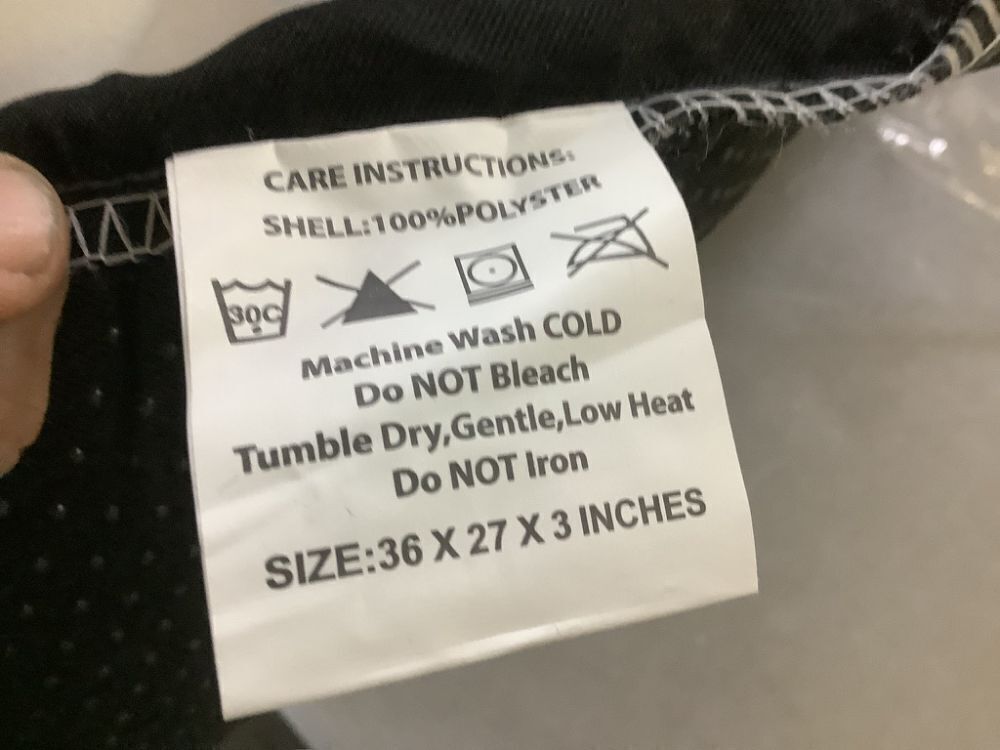 CARE INSTRUCTIONS:
SHELL:100%POLYSTER
30C
Machine Wash COLD
Do NOT Bleach
Tumble Dry,Gentle,Low Heat
Do NOT Iron
SIZE:36 X 27 X 3 INCHES